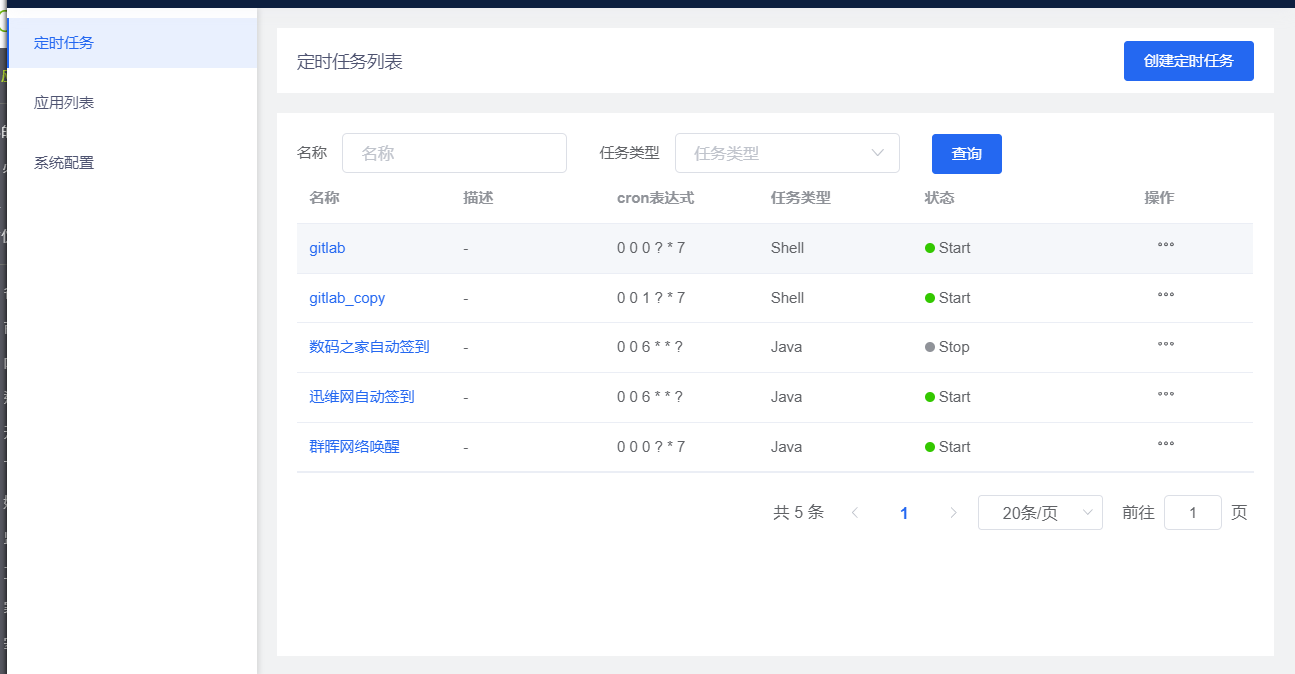 定时任务
应用列表
系统配置
定时任务列表 创建定时任务
名称 名称 任务类型 任务类型 查询
名称 描述 cron表达式 任务类型 状态 操作
gitlab - 0 0 0 ? * 7 Shell Start
gitlab_copy - 0 0 1 ? * 7 Shell Start
数码之家自动签到 - 0 0 6 * * ? Java Stop
迅维网自动签到 - 0 0 6 * * ? Java Start
群晖网络唤醒 - 0 0 0 ? * 7 Java Start
共 5 条 1 20条/页 前往 1 页